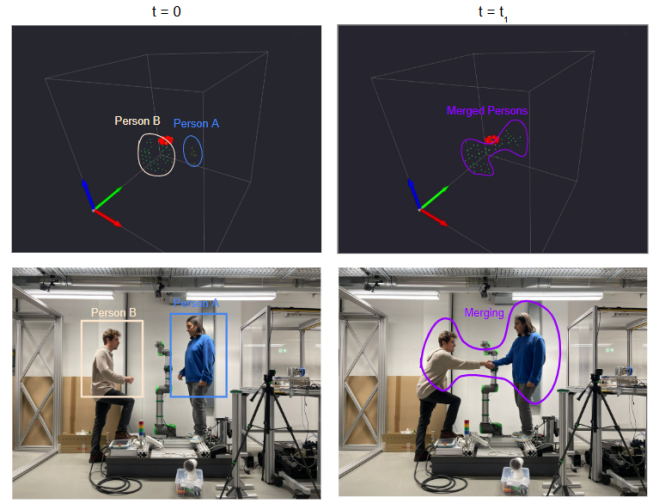 t = 0
t = t1
Person B
Person A
Merged Persons
Person B
Person A
Merging